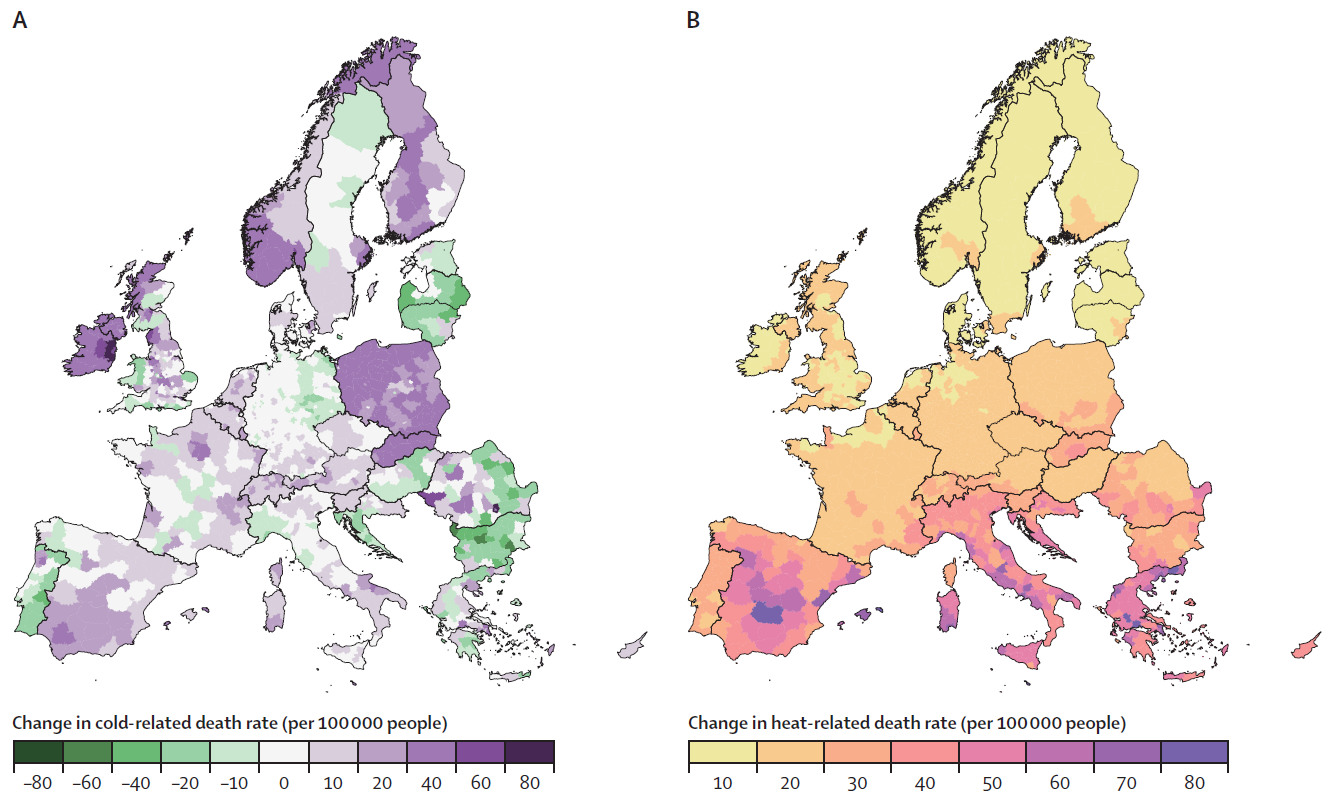 A
B
Change in cold-related death rate (per 100 000 people)
–80 –60 –40 –20 –10 0 10 20 40 60 80
Change in heat-related death rate (per 100 000 people)
10 20 30 40 50 60 70 80